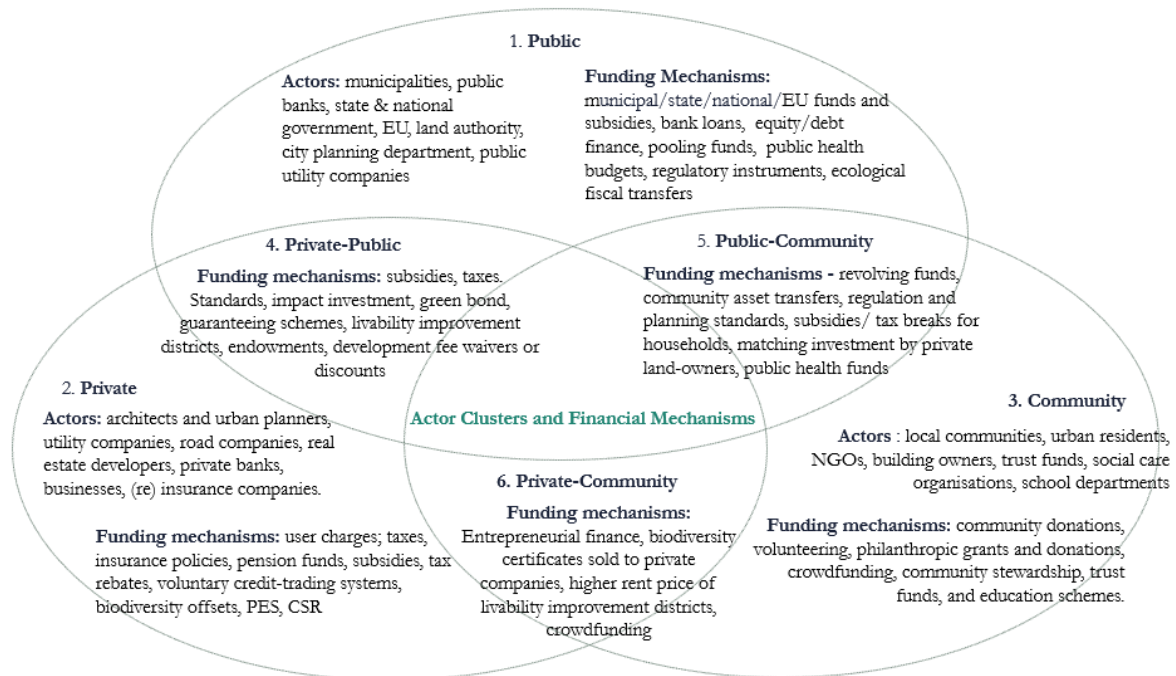 1. Public
Actors: municipalities, public
banks, state & national
government, EU, land authority,
city planning department, public
utility companies
Funding Mechanisms:
municipal/state/national/EU funds and
subsidies, bank loans, equity/debt
finance, pooling funds, public health
budgets, regulatory instruments, ecological
fiscal transfers
4. Private-Public
Funding mechanisms: subsidies, taxes.
Standards, impact investment, green bond,
guaranteeing schemes, livability improvement
districts, endowments, development fee waivers or
discounts
5. Public-Community
Funding mechanisms - revolving funds,
community asset transfers, regulation and
planning standards, subsidies/ tax breaks for
households, matching investment by private
land-owners, public health funds
2. Private
Actors: architects and urban planners,
utility companies, road companies, real
estate developers, private banks,
businesses, (re) insurance companies.
Funding mechanisms: user charges; taxes,
insurance policies, pension funds, subsidies, tax
rebates, voluntary credit-trading systems,
biodiversity offsets, PES, CSR
Actor Clusters and Financial Mechanisms
6. Private-Community
Funding mechanisms:
Entrepreneurial finance, biodiversity
certificates sold to private
companies, higher rent price of
livability improvement districts,
crowdfunding
3. Community
Actors : local communities, urban residents,
NGOs, building owners, trust funds, social care
organisations, school departments
Funding mechanisms: community donations,
volunteering, philanthropic grants and donations,
crowdfunding, community stewardship, trust
funds, and education schemes.